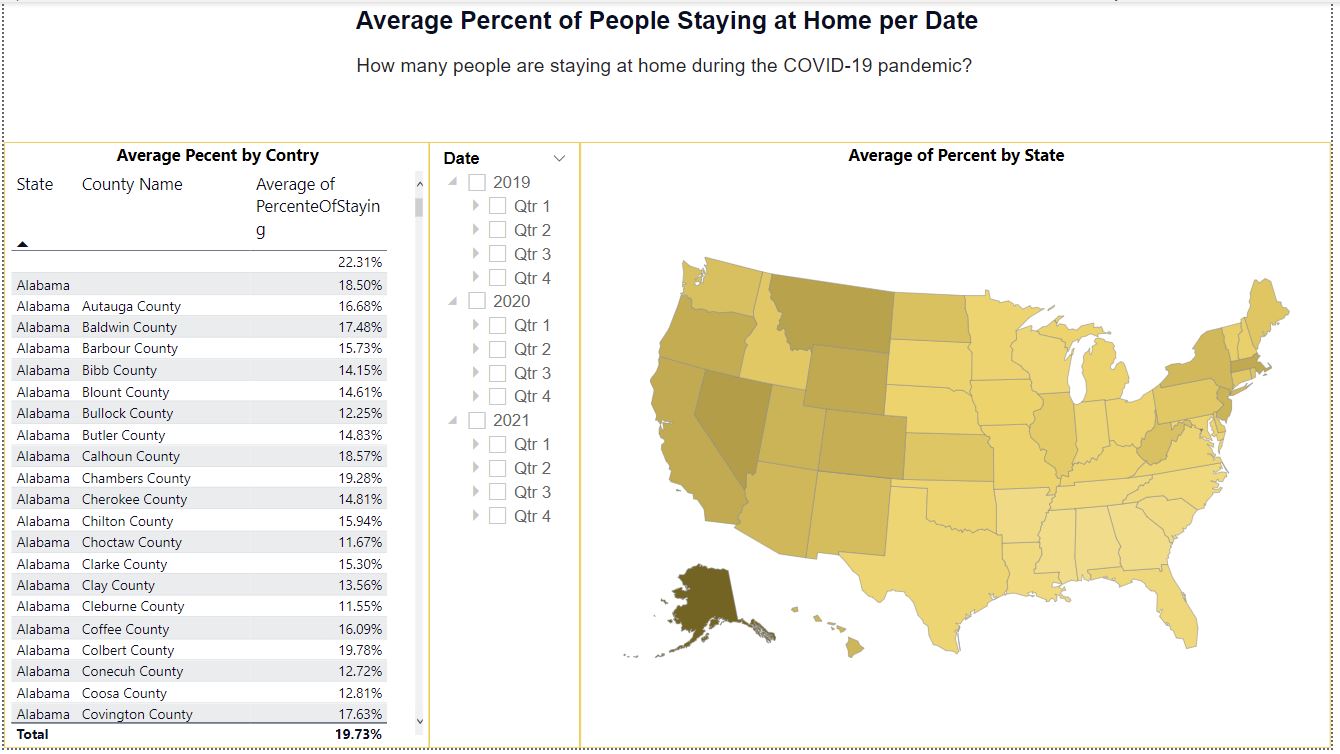 Average Percent of People Staying at Home per Date
How many people are staying at home during the COVID-19 pandemic?
Average Pecent by Contry
State County Name Average of
PercenteOfStayin
g
22.31%
Alabama 18.50%
Alabama Autauga County 16.68%
Alabama Baldwin County 17.48%
Alabama Barbour County 15.73%
Alabama Bibb County 14.15%
Alabama Blount County 14.61%
Alabama Bullock County 12.25%
Alabama Butler County 14.83%
Alabama Calhoun County 18.57%
Alabama Chambers County 19.28%
Alabama Cherokee County 14.81%
Alabama Chilton County 15.94%
Alabama Choctaw County 11.67%
Alabama Clarke County 15.30%
Alabama Clay County 13.56%
Alabama Cleburne County 11.55%
Alabama Coffee County 16.09%
Alabama Colbert County 19.78%
Alabama Conecuh County 12.72%
Alabama Coosa County 12.81%
Alabama Covington County 17.63%
Total 19.73%
Date
2019
Qtr 1
Qtr 2
Qtr 3
Qtr 4
2020
Qtr 1
Qtr 2
Qtr 3
Qtr 4
2021
Qtr 1
Qtr 2
Qtr 3
Qtr 4
Average of Percent by State